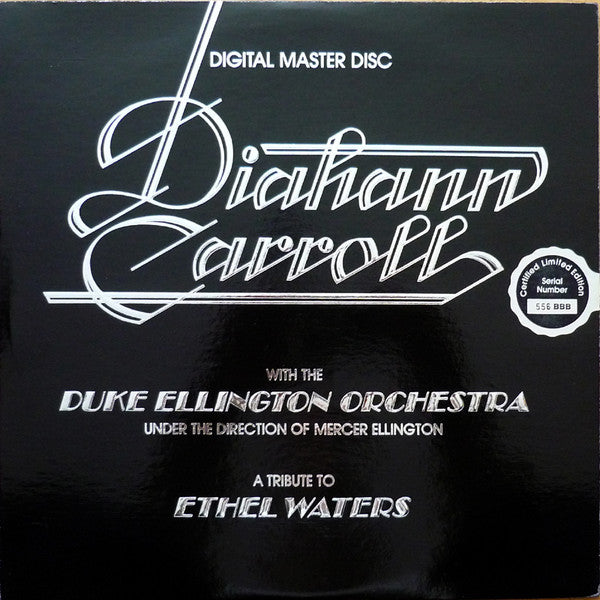 DIGITAL MASTER DISC
Diahann
Carroll
Certified Limited Edition
Serial
Number
556 BBB
WITH THE
DUKE ELLINGTON ORCHESTRA
UNDER THE DIRECTION OF MERCER ELLINGTON
A TRIBUTE TO
ETHEL WATERS